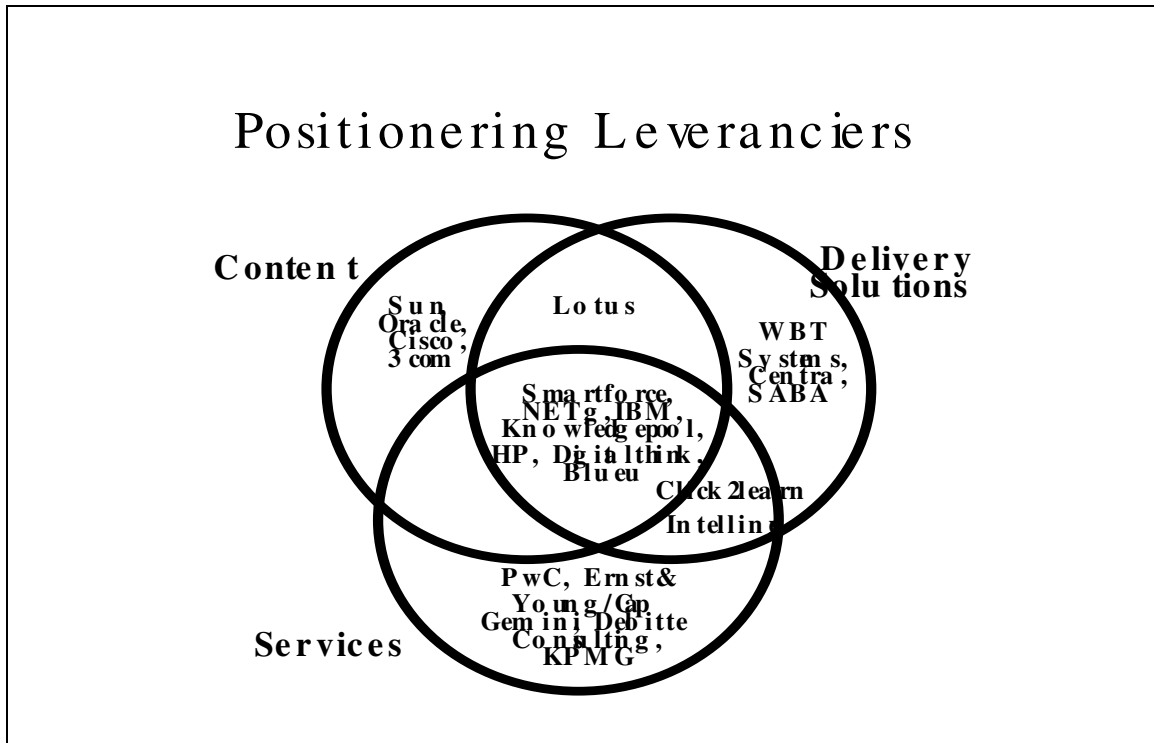 Positionering Leveranciers
Content
Delivery
Solutions
Sun,
Oracle,
Cisco,
3com
Lotus
WBT
Systems,
Centra,
SABA
Smartforce,
NETg, IBM,
Knowledgepool,
HP, Digitalthink,
Blueu
Click2learn
PwC, Ernst&
Young/Cap
Gemini, Deloitte
Consulting,
KPMG
Services